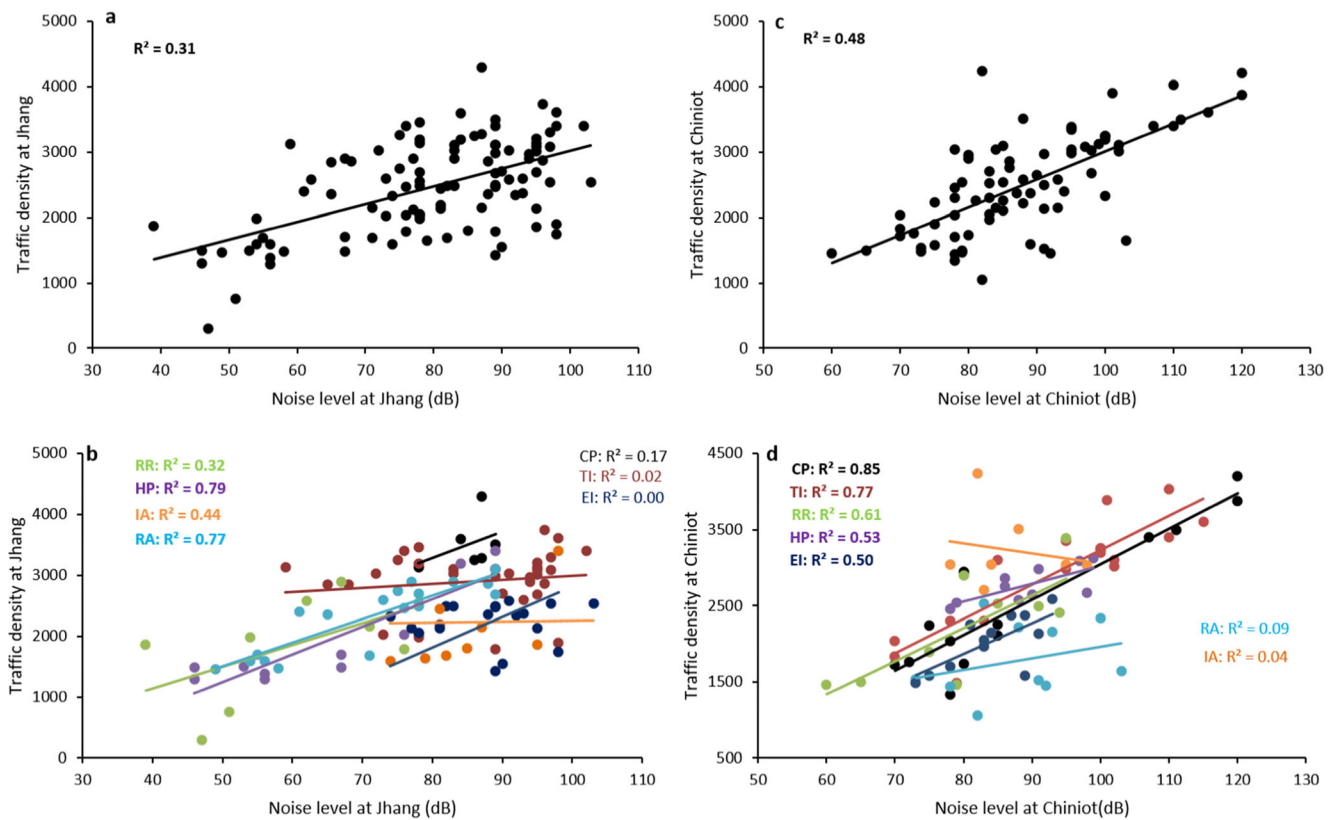 a
R² = 0.31
Traffic density at Jhang
5000
4000
3000
2000
1000
0
30 40 50 60 70 80 90 100 110
Noise level at Jhang (dB)
c
R² = 0.48
Traffic density at Chiniot
5000
4000
3000
2000
1000
0
50 60 70 80 90 100 110 120 130
Noise level at Chiniot (dB)
b
RR: R² = 0.32
HP: R² = 0.79
IA: R² = 0.44
RA: R² = 0.77
CP: R² = 0.17
TI: R² = 0.02
EI: R² = 0.00
Traffic density at Jhang
5000
4000
3000
2000
1000
0
30 40 50 60 70 80 90 100 110
Noise level at Jhang (dB)
d
CP: R² = 0.85
TI: R² = 0.77
RR: R² = 0.61
HP: R² = 0.53
EI: R² = 0.50
RA: R² = 0.09
IA: R² = 0.04
Traffic density at Chiniot
4500
3500
2500
1500
500
50 60 70 80 90 100 110 120 130
Noise level at Chiniot(dB)